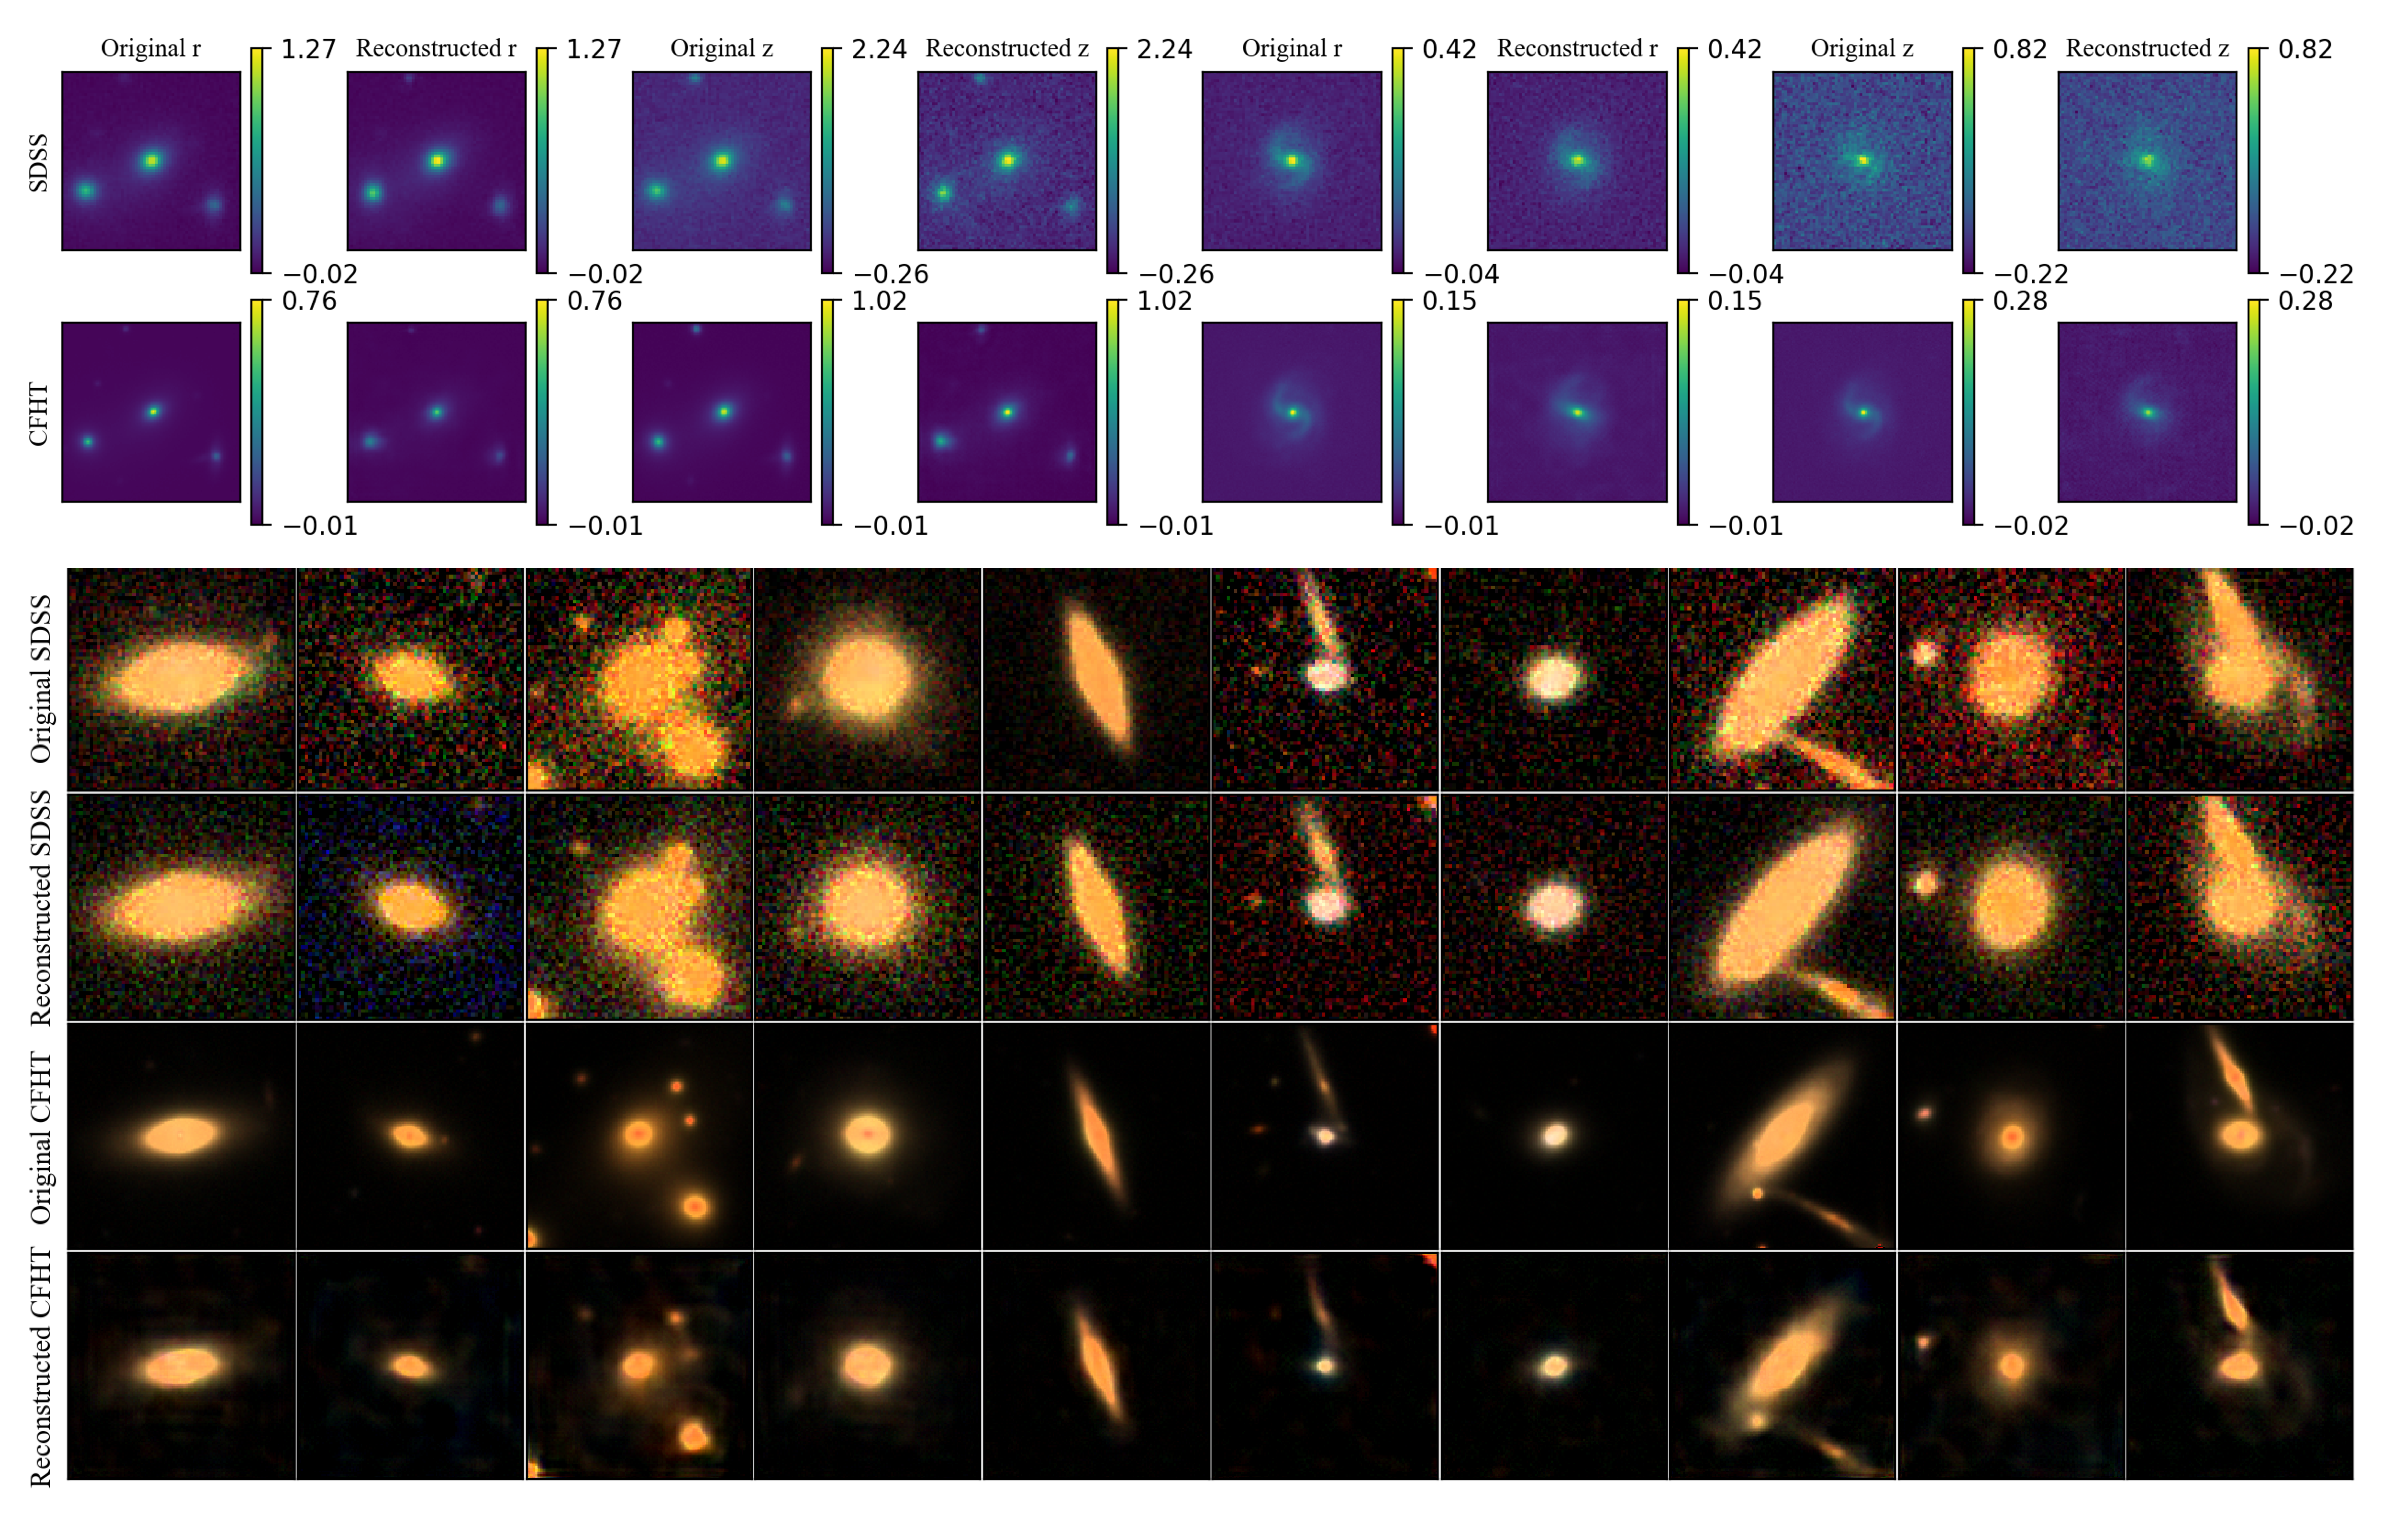 Original r Reconstructed r Original z Reconstructed z Original r Reconstructed r Original z Reconstructed z
1.27 1.27 2.24 2.24 0.42 0.42 0.82 0.82
SDSS
−0.02 −0.02 −0.26 −0.26 −0.04 −0.04 −0.22 −0.22
0.76 0.76 1.02 1.02 0.15 0.15 0.28 0.28
CFHT
−0.01 −0.01 −0.01 −0.01 −0.01 −0.01 −0.02 −0.02
Original SDSS
Reconstructed SDSS
Original CFHT
Reconstructed CFHT